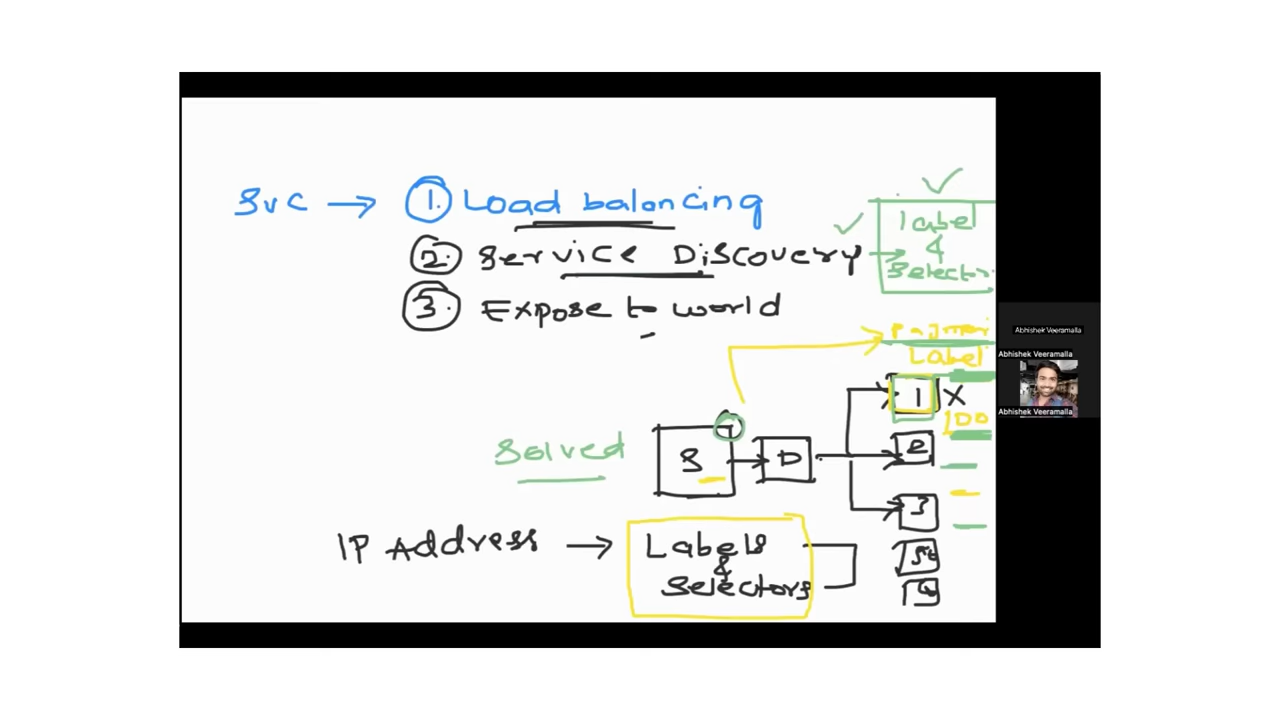 SVC → 1. Load balancing
2. Service Discovery →
3. Expose to world
label
&
Selector
Label
1 X
100
2
Solved
S
D
3
IP Address → Labels
&
Selectors
Abhishek Veeramalla
Abhishek Veeramalla
Abhishek Veeramalla